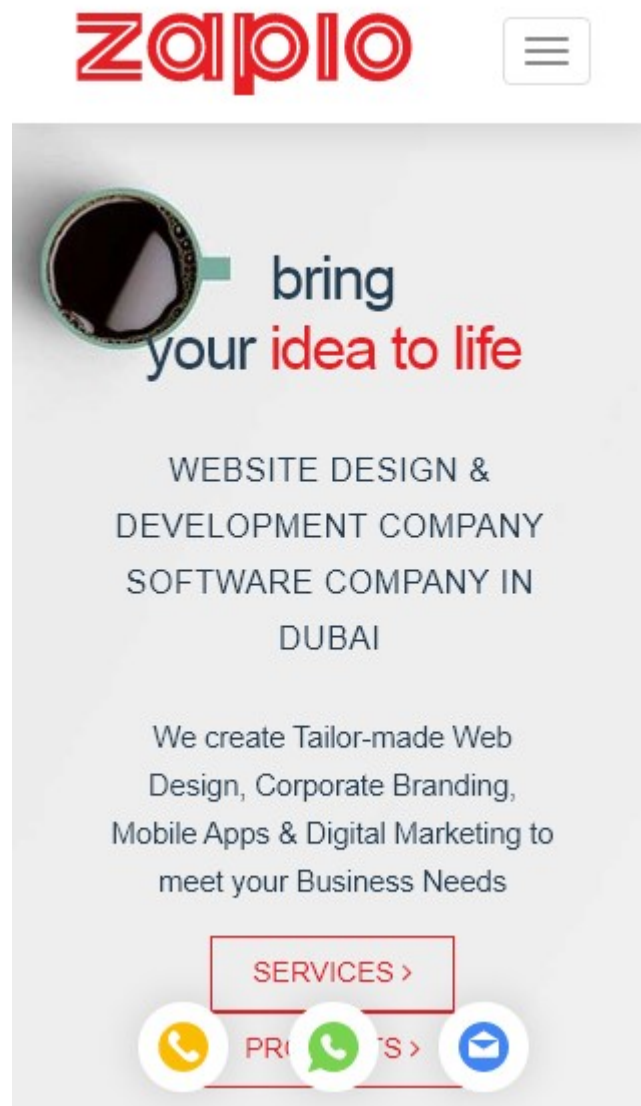 zapio
bring
your idea to life
WEBSITE DESIGN &
DEVELOPMENT COMPANY
SOFTWARE COMPANY IN
DUBAI
We create Tailor-made Web
Design, Corporate Branding,
Mobile Apps & Digital Marketing to
meet your Business Needs
SERVICES >